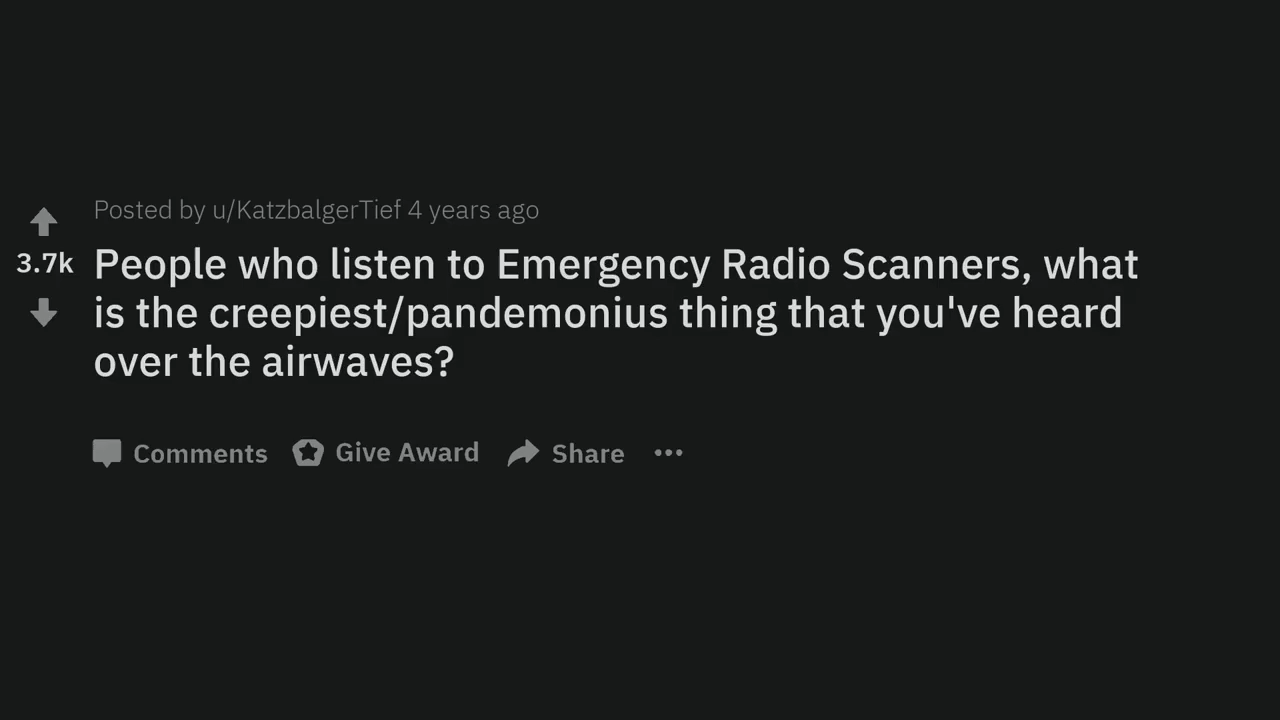 Posted by u/KatzbalgerTief 4 years ago
3.7k
People who listen to Emergency Radio Scanners, what
is the creepiest/pandemonius thing that you've heard
over the airwaves?
Comments Give Award Share